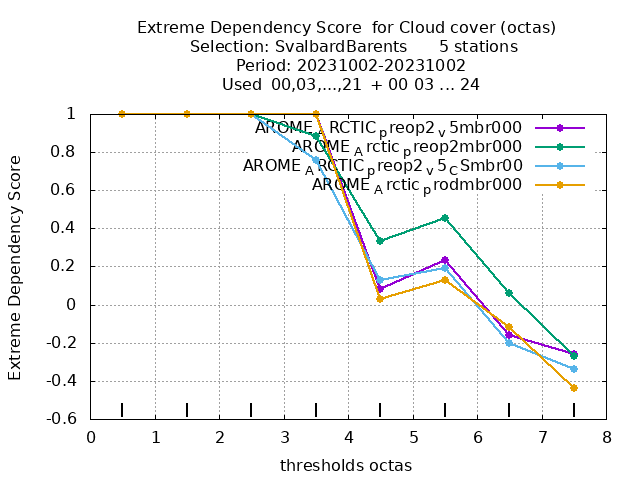 Extreme Dependency Score  for Cloud cover (octas)
Selection: SvalbardBarents      5 stations
Period: 20231002-20231002
Used  00,03,...,21  + 00 03 ... 24
AROME_ARCTIC_preop2_v5mbr000
AROME_Arctic_preop2mbr000
AROME_ARCTIC_preop2_v5_CSmbr00
AROME_Arctic_prodmbr000
Extreme Dependency Score
1
0.8
0.6
0.4
0.2
0
-0.2
-0.4
-0.6
0 1 2 3 4 5 6 7 8
thresholds octas